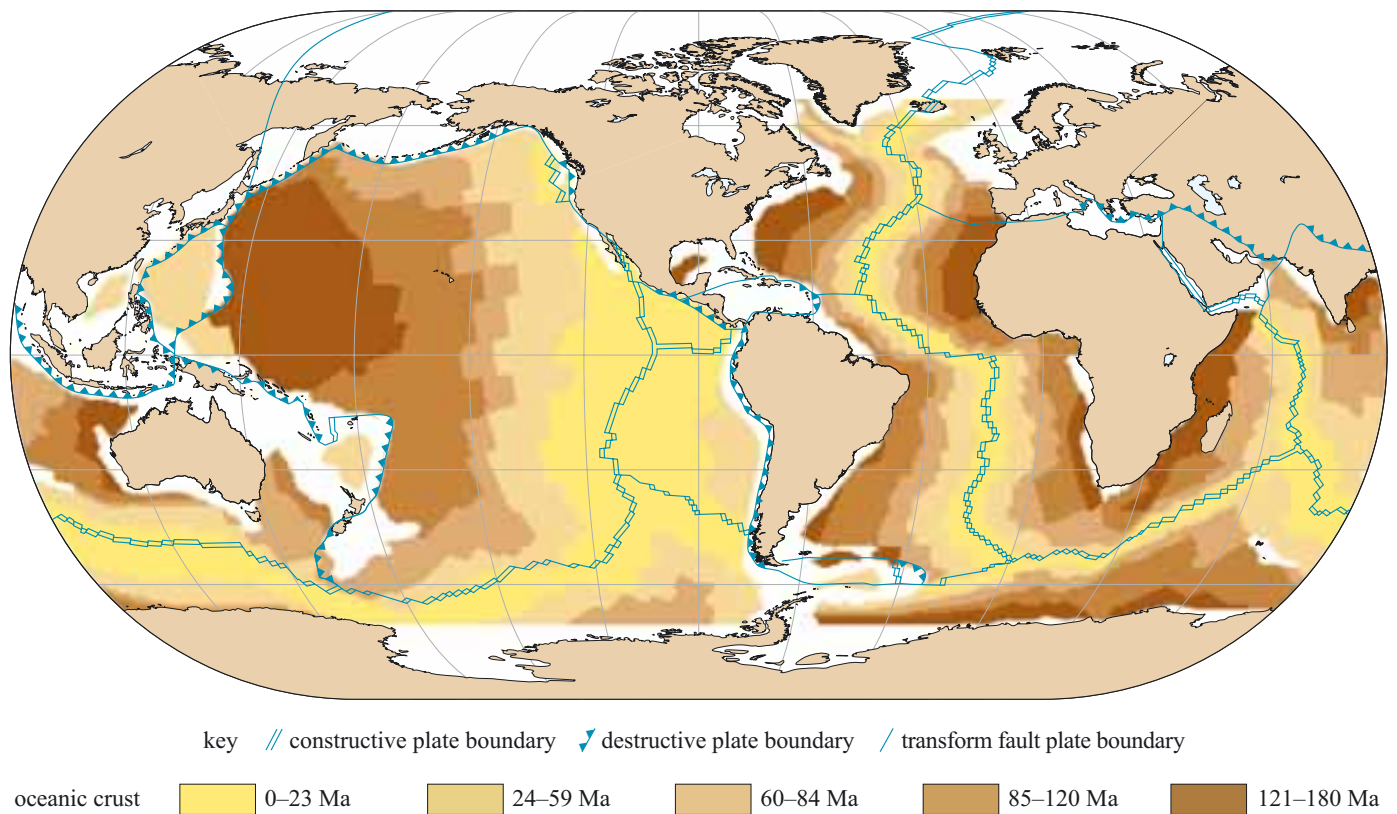 key constructive plate boundary destructive plate boundary transform fault plate boundary
oceanic crust 0–23 Ma 24–59 Ma 60–84 Ma 85–120 Ma 121–180 Ma